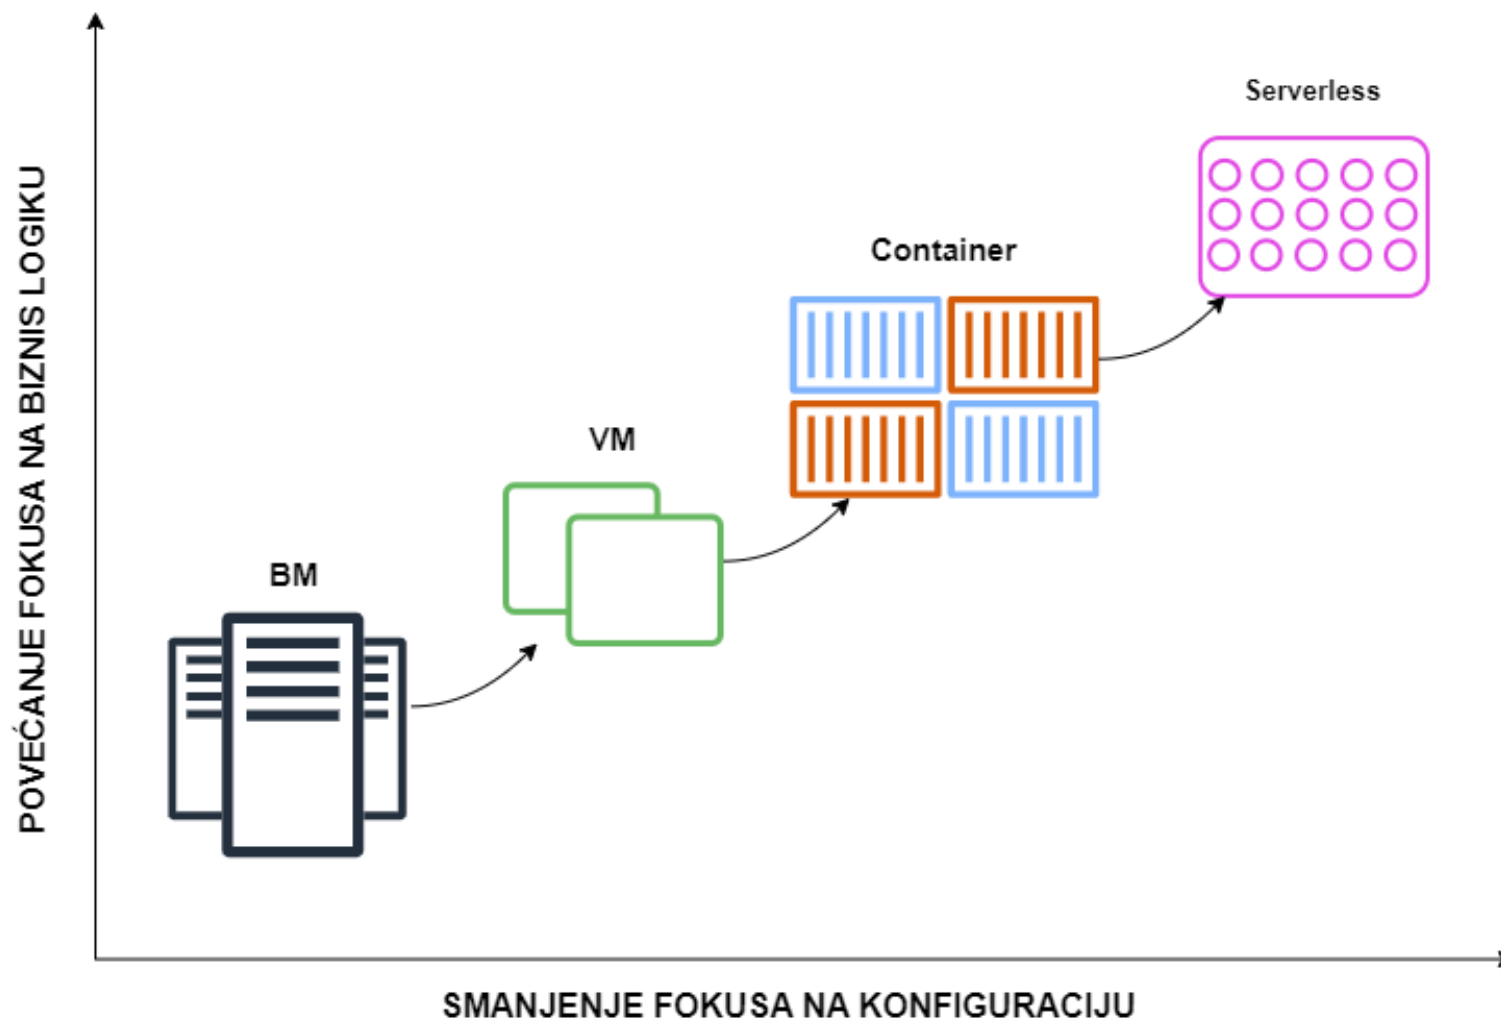 Serverless
Container
VM
BM
POVEĆANJE FOKUSA NA BIZNIS LOGIKU
SMANJENJE FOKUSA NA KONFIGURACIJU